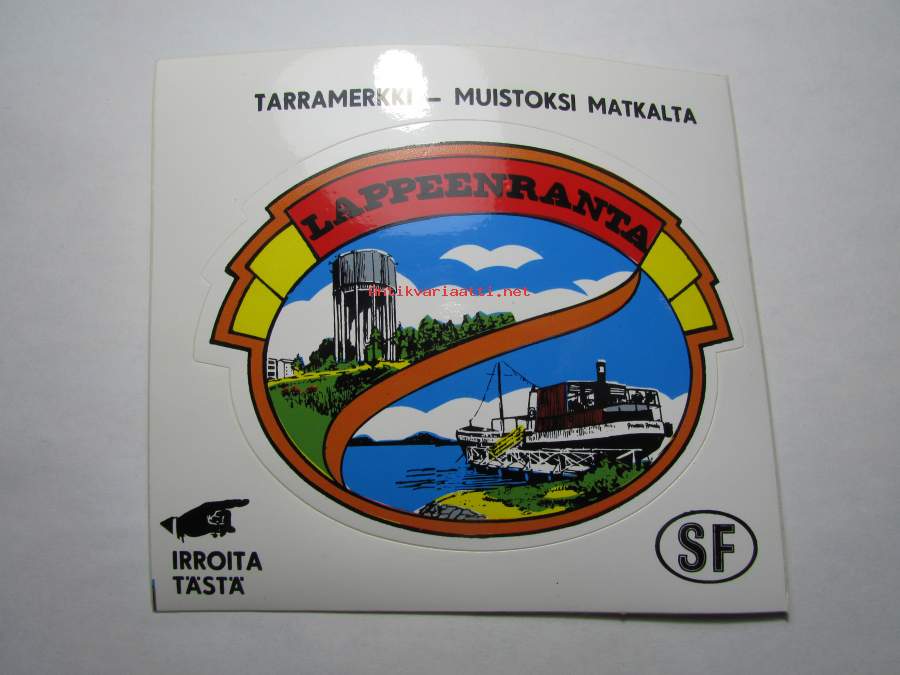 TARRAMERKKI – MUISTOKSI MATKALTA
LAPPEENRANTA
antikvariaatti.net
IRROITA
TÄSTÄ
SF